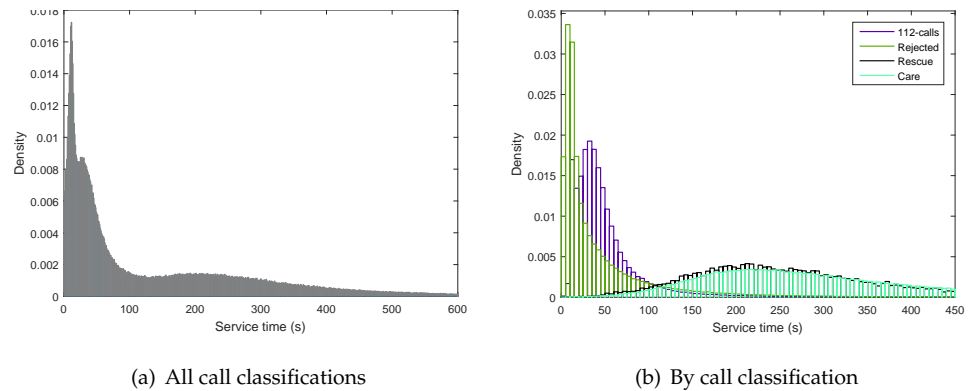 0.018
0.016
0.014
0.012
0.01
0.008
0.006
0.004
0.002
0
Density
0 100 200 300 400 500 600
Service time (s)
(a) All call classifications
0.035
0.03
0.025
0.02
0.015
0.01
0.005
0
Density
112-calls
Rejected
Rescue
Care
0 50 100 150 200 250 300 350 400 450
Service time (s)
(b) By call classification